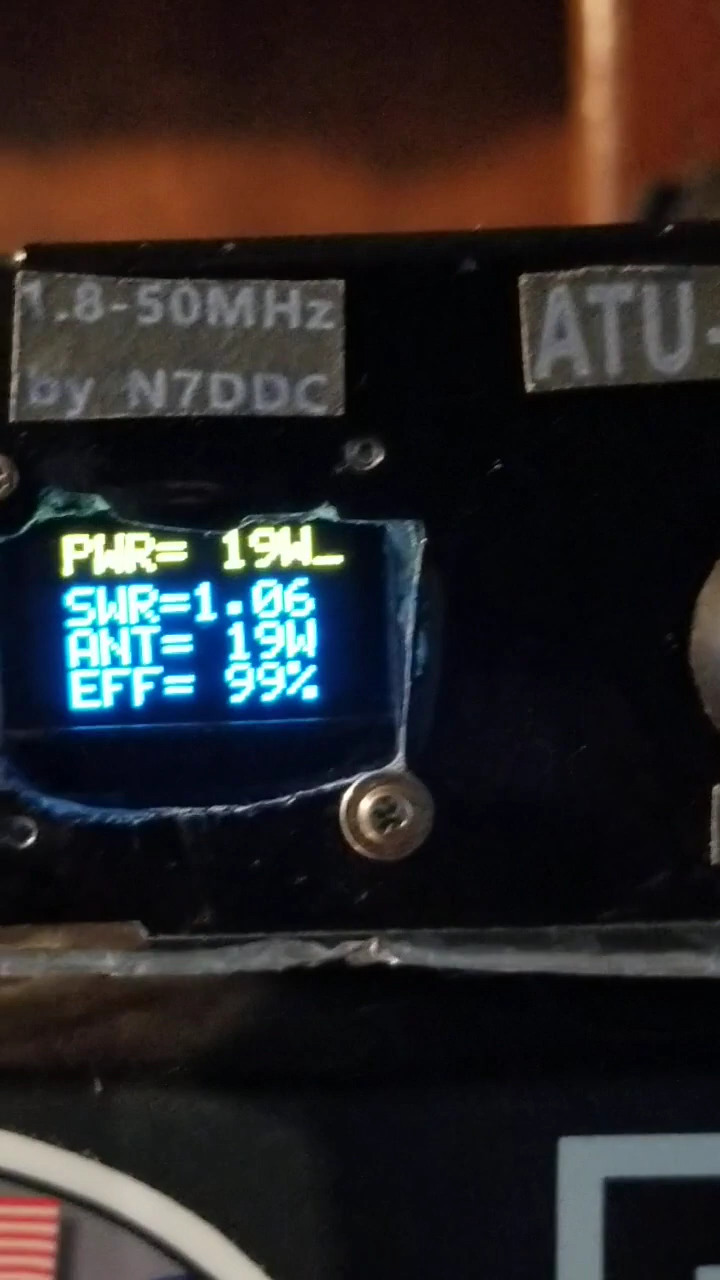 1.8-50MHz
by N7DDC
ATU-
PWR= 19W_
SWR=1.06
ANT= 19W
EFF= 99%